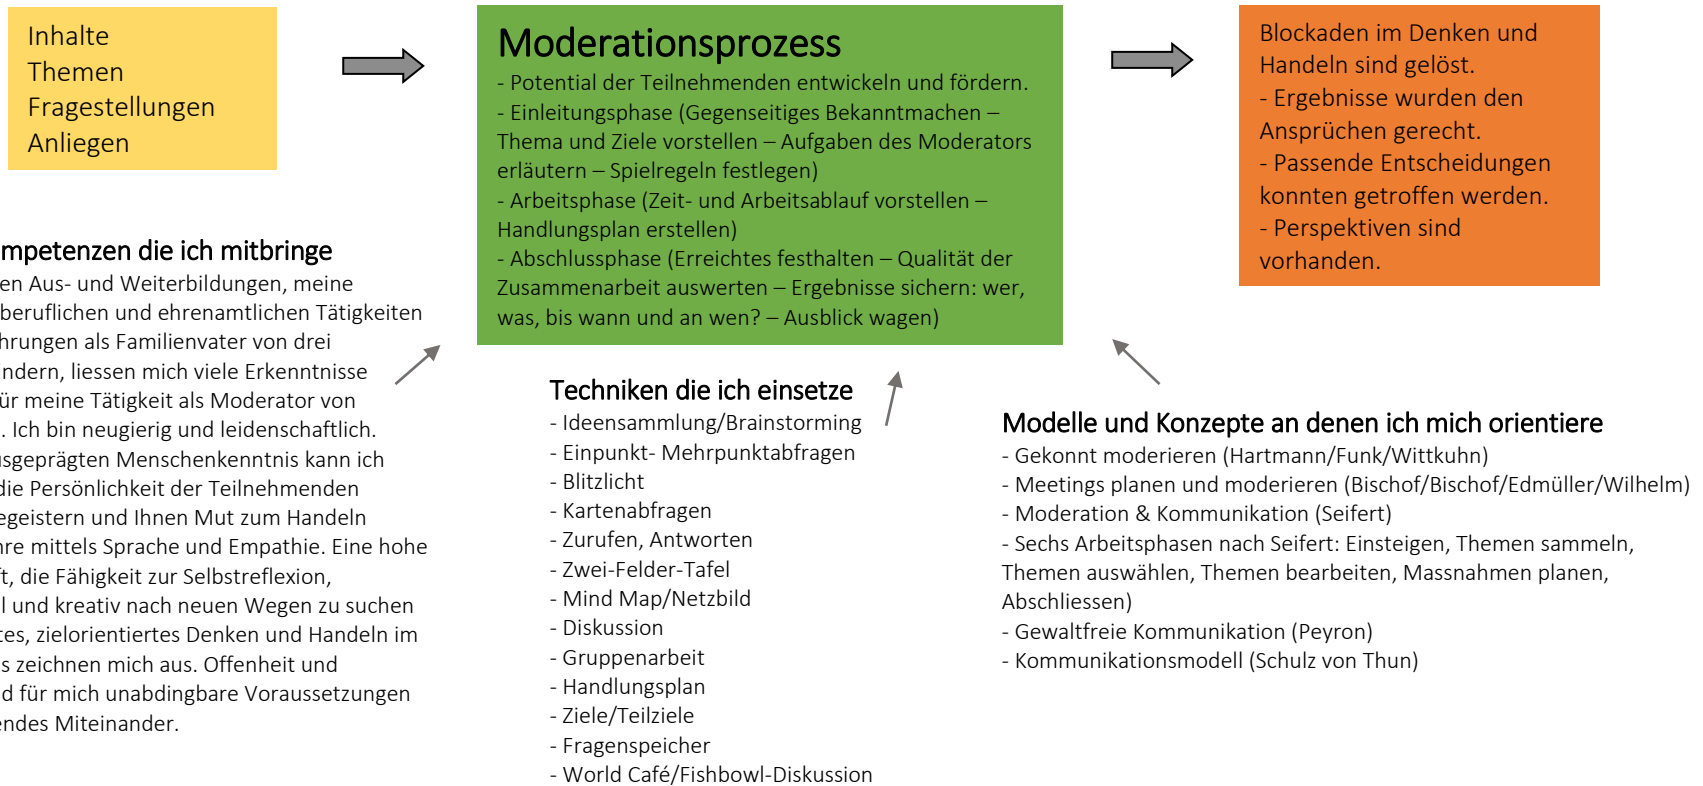 Inhalte
Themen
Fragestellungen
Anliegen
Moderationsprozess
- Potential der Teilnehmenden entwickeln und fördern.
- Einleitungsphase (Gegenseitiges Bekanntmachen –
Thema und Ziele vorstellen – Aufgaben des Moderators
erläutern – Spielregeln festlegen)
- Arbeitsphase (Zeit- und Arbeitsablauf vorstellen –
Handlungsplan erstellen)
- Abschlussphase (Erreichtes festhalten – Qualität der
Zusammenarbeit auswerten – Ergebnisse sichern: wer,
was, bis wann und an wen? – Ausblick wagen)
Blockaden im Denken und
Handeln sind gelöst.
- Ergebnisse wurden den
Ansprüchen gerecht.
- Passende Entscheidungen
konnten getroffen werden.
- Perspektiven sind
vorhanden.
mpetenzen die ich mitbringe
en Aus- und Weiterbildungen, meine
beruflichen und ehrenamtlichen Tätigkeiten
hrungen als Familienvater von drei
ndern, liessen mich viele Erkenntnisse
ür meine Tätigkeit als Moderator von
. Ich bin neugierig und leidenschaftlich.
usgeprägten Menschenkenntnis kann ich
die Persönlichkeit der Teilnehmenden
egeistern und Ihnen Mut zum Handeln
hre mittels Sprache und Empathie. Eine hohe
ft, die Fähigkeit zur Selbstreflexion,
l und kreativ nach neuen Wegen zu suchen
tes, zielorientiertes Denken und Handeln im
s zeichnen mich aus. Offenheit und
d für mich unabdingbare Voraussetzungen
endes Miteinander.
Techniken die ich einsetze
- Ideensammlung/Brainstorming
- Einpunkt- Mehrpunktabfragen
- Blitzlicht
- Kartenabfragen
- Zurufen, Antworten
- Zwei-Felder-Tafel
- Mind Map/Netzbild
- Diskussion
- Gruppenarbeit
- Handlungsplan
- Ziele/Teilziele
- Fragenspeicher
- World Café/Fishbowl-Diskussion
Modelle und Konzepte an denen ich mich orientiere
- Gekonnt moderieren (Hartmann/Funk/Wittkuhn)
- Meetings planen und moderieren (Bischof/Bischof/Edmüller/Wilhelm)
- Moderation & Kommunikation (Seifert)
- Sechs Arbeitsphasen nach Seifert: Einsteigen, Themen sammeln,
Themen auswählen, Themen bearbeiten, Massnahmen planen,
Abschliessen)
- Gewaltfreie Kommunikation (Peyron)
- Kommunikationsmodell (Schulz von Thun)